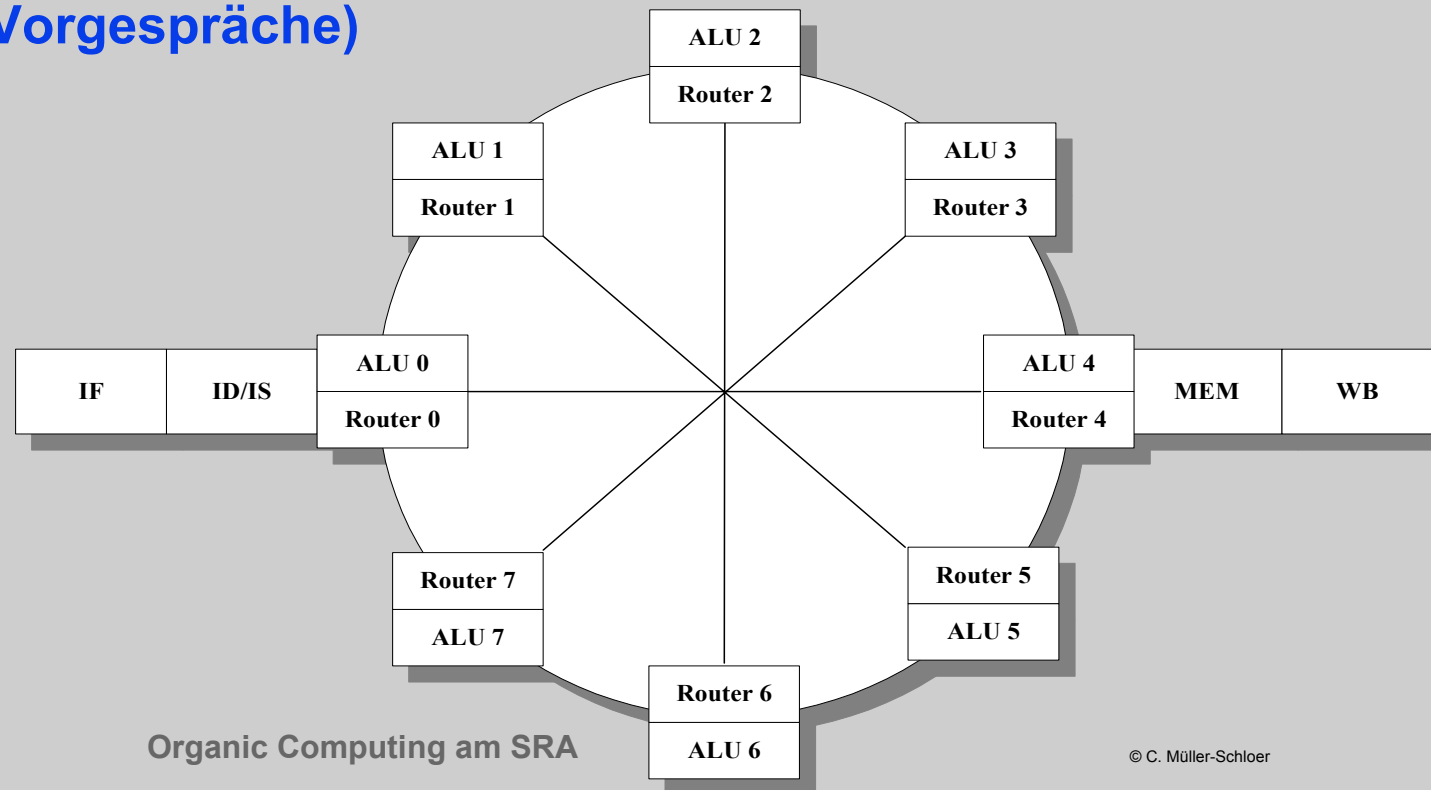 Vorgespräche)
ALU 2
Router 2
ALU 1
Router 1
ALU 3
Router 3
IF
ID/IS
ALU 0
Router 0
ALU 4
Router 4
MEM
WB
Router 7
ALU 7
Router 5
ALU 5
Router 6
ALU 6
Organic Computing am SRA
© C. Müller-Schloer